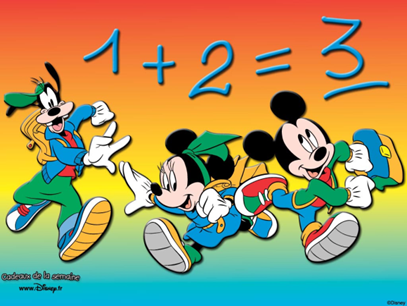 1 + 2 = 3
Cadeaux de la semaine
www.Disney.fr
©Disney